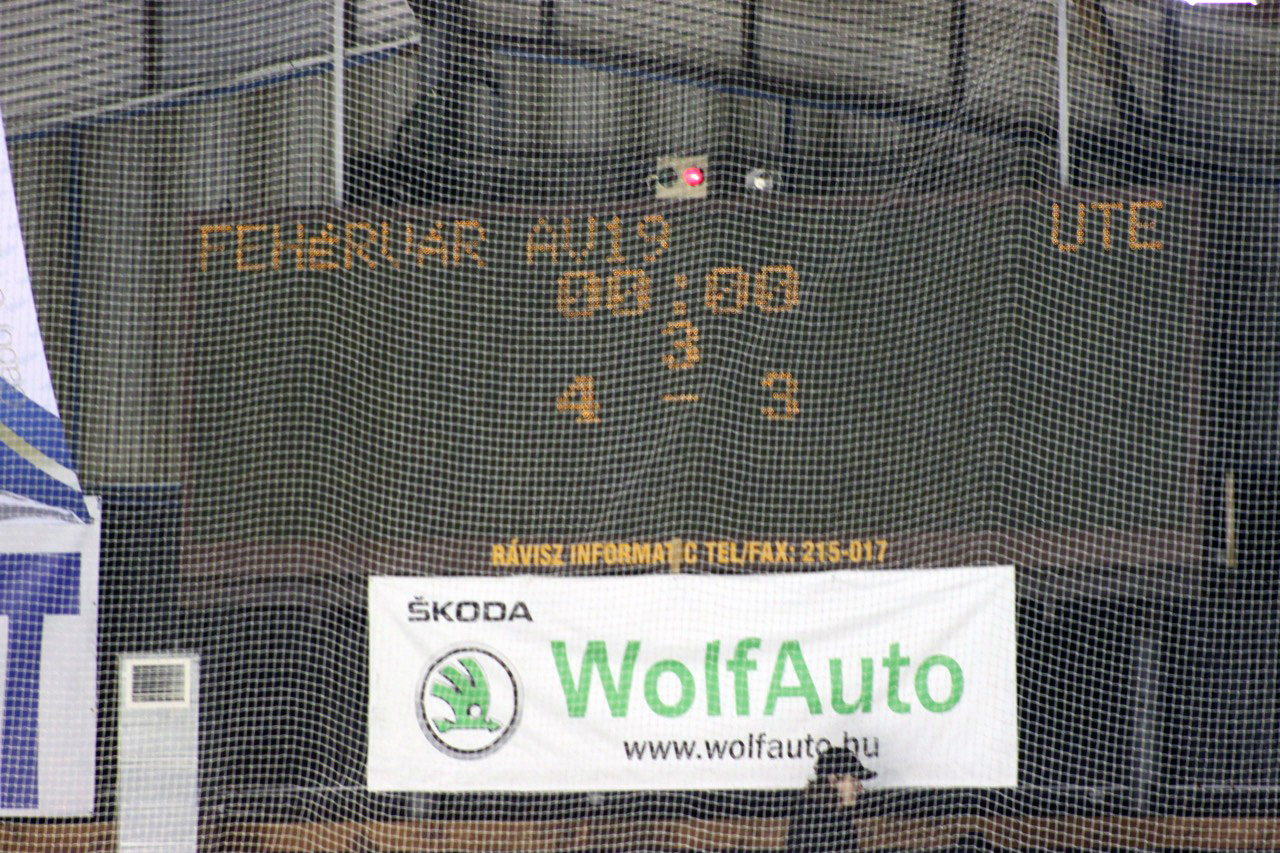 FEHÉRVÁR AV19 UTE
00:00
3
4 - 3
RÁVISZ INFORMATIC TEL/FAX: 215-017
ŠKODA
WolfAuto
www.wolfauto.hu
T